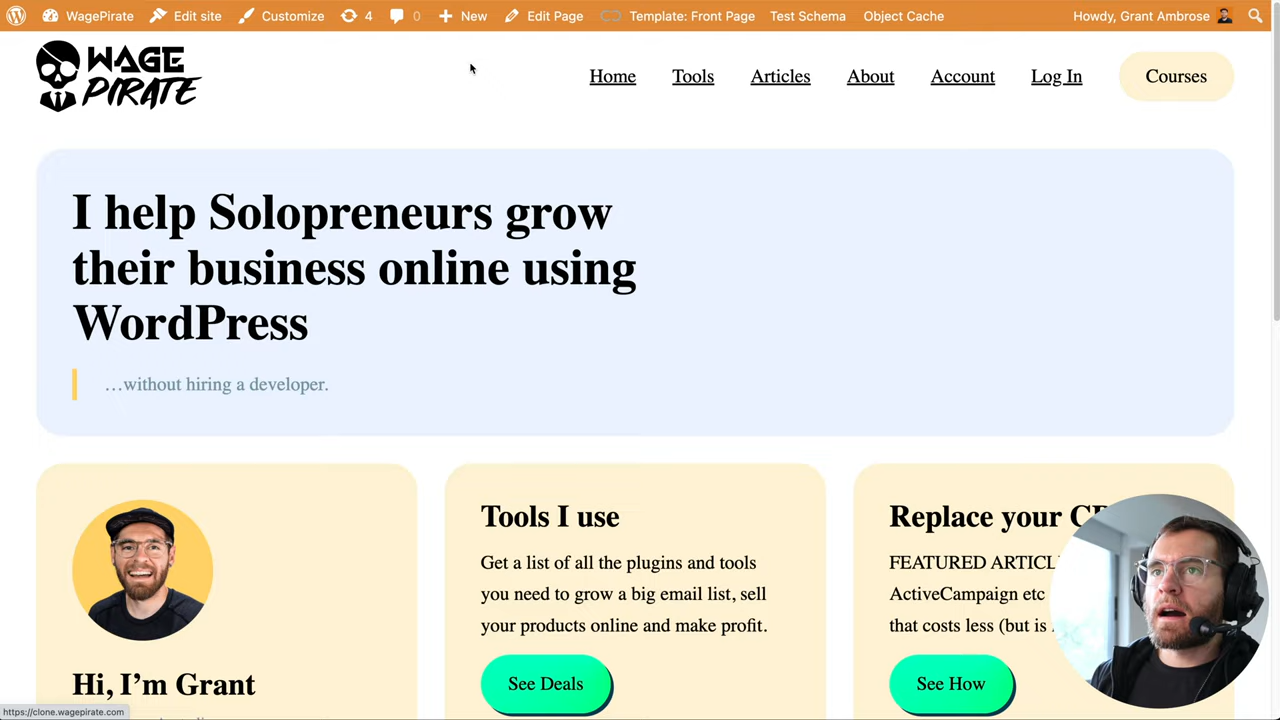 WagePirate Edit site Customize 4 0 New Edit Page Template: Front Page Test Schema Object Cache Howdy, Grant Ambrose
WAGE
PIRATE
Home Tools Articles About Account Log In Courses
I help Solopreneurs grow
their business online using
WordPress
…without hiring a developer.
Hi, I’m Grant
Tools I use
Get a list of all the plugins and tools
you need to grow a big email list, sell
your products online and make profit.
See Deals
Replace your
FEATURED
ActiveCampaign etc
that costs less (but is
See How
https://clone.wagepirate.com